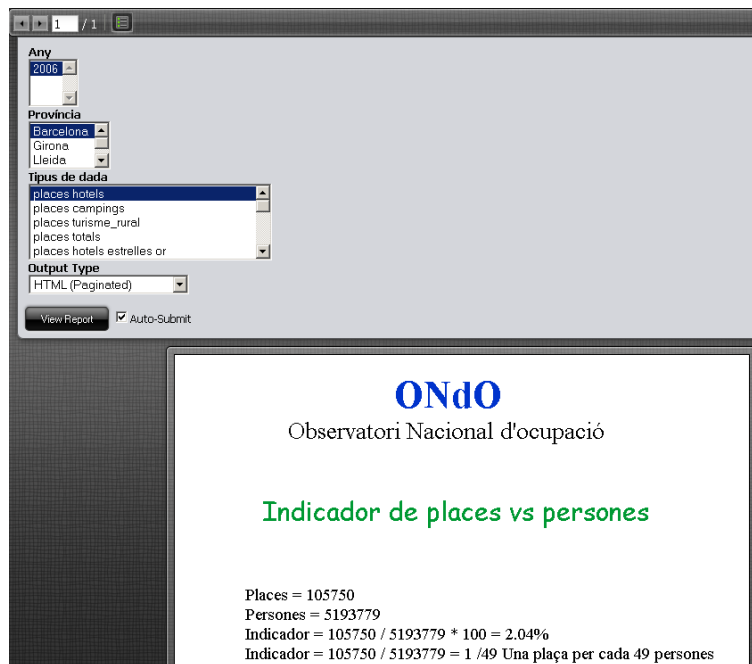 1 / 1
Any
2006
Província
Barcelona
Girona
Lleida
Tipus de dada
places hotels
places campings
places turisme_rural
places totals
places hotels estrelles or
Output Type
HTML (Paginated)
View Report Auto-Submit
ONdO
Observatori Nacional d'ocupació
Indicador de places vs persones
Places = 105750
Persones = 5193779
Indicador = 105750 / 5193779 * 100 = 2.04%
Indicador = 105750 / 5193779 = 1 /49 Una plaça per cada 49 persones